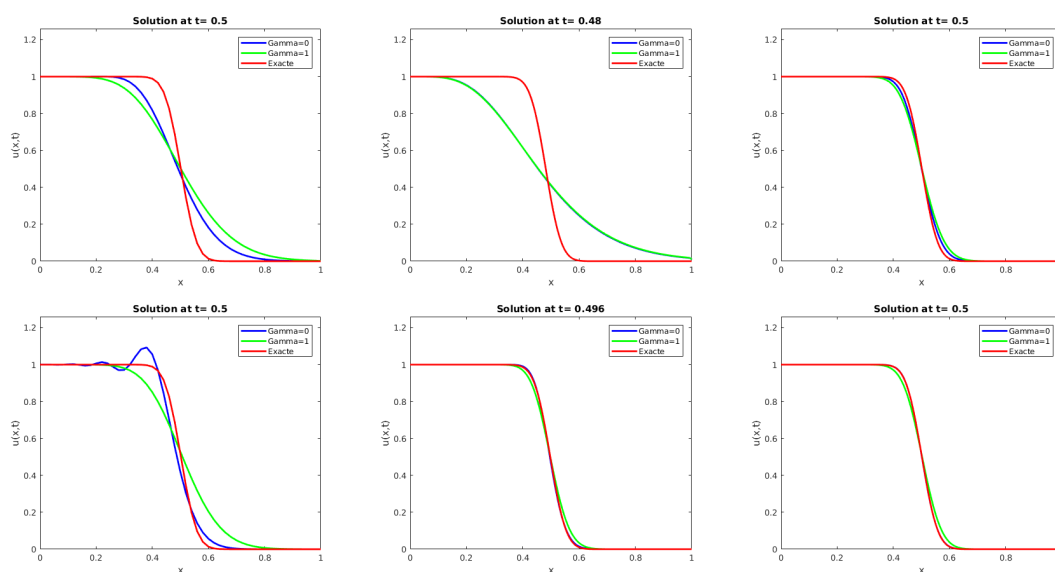 Solution at t= 0.5
Gamma=0
Gamma=1
Exacte
u(x,t)
1.2
1
0.8
0.6
0.4
0.2
0
0 0.2 0.4 0.6 0.8 1
x
Solution at t= 0.48
Gamma=0
Gamma=1
Exacte
u(x,t)
1.2
1
0.8
0.6
0.4
0.2
0
0 0.2 0.4 0.6 0.8 1
x
Solution at t= 0.5
Gamma=0
Gamma=1
Exacte
u(x,t)
1.2
1
0.8
0.6
0.4
0.2
0
0 0.2 0.4 0.6 0.8
x
Solution at t= 0.5
Gamma=0
Gamma=1
Exacte
u(x,t)
1.2
1
0.8
0.6
0.4
0.2
0
0 0.2 0.4 0.6 0.8 1
x
Solution at t= 0.496
Gamma=0
Gamma=1
Exacte
u(x,t)
1.2
1
0.8
0.6
0.4
0.2
0
0 0.2 0.4 0.6 0.8 1
x
Solution at t= 0.5
Gamma=0
Gamma=1
Exacte
u(x,t)
1.2
1
0.8
0.6
0.4
0.2
0
0 0.2 0.4 0.6 0.8
x